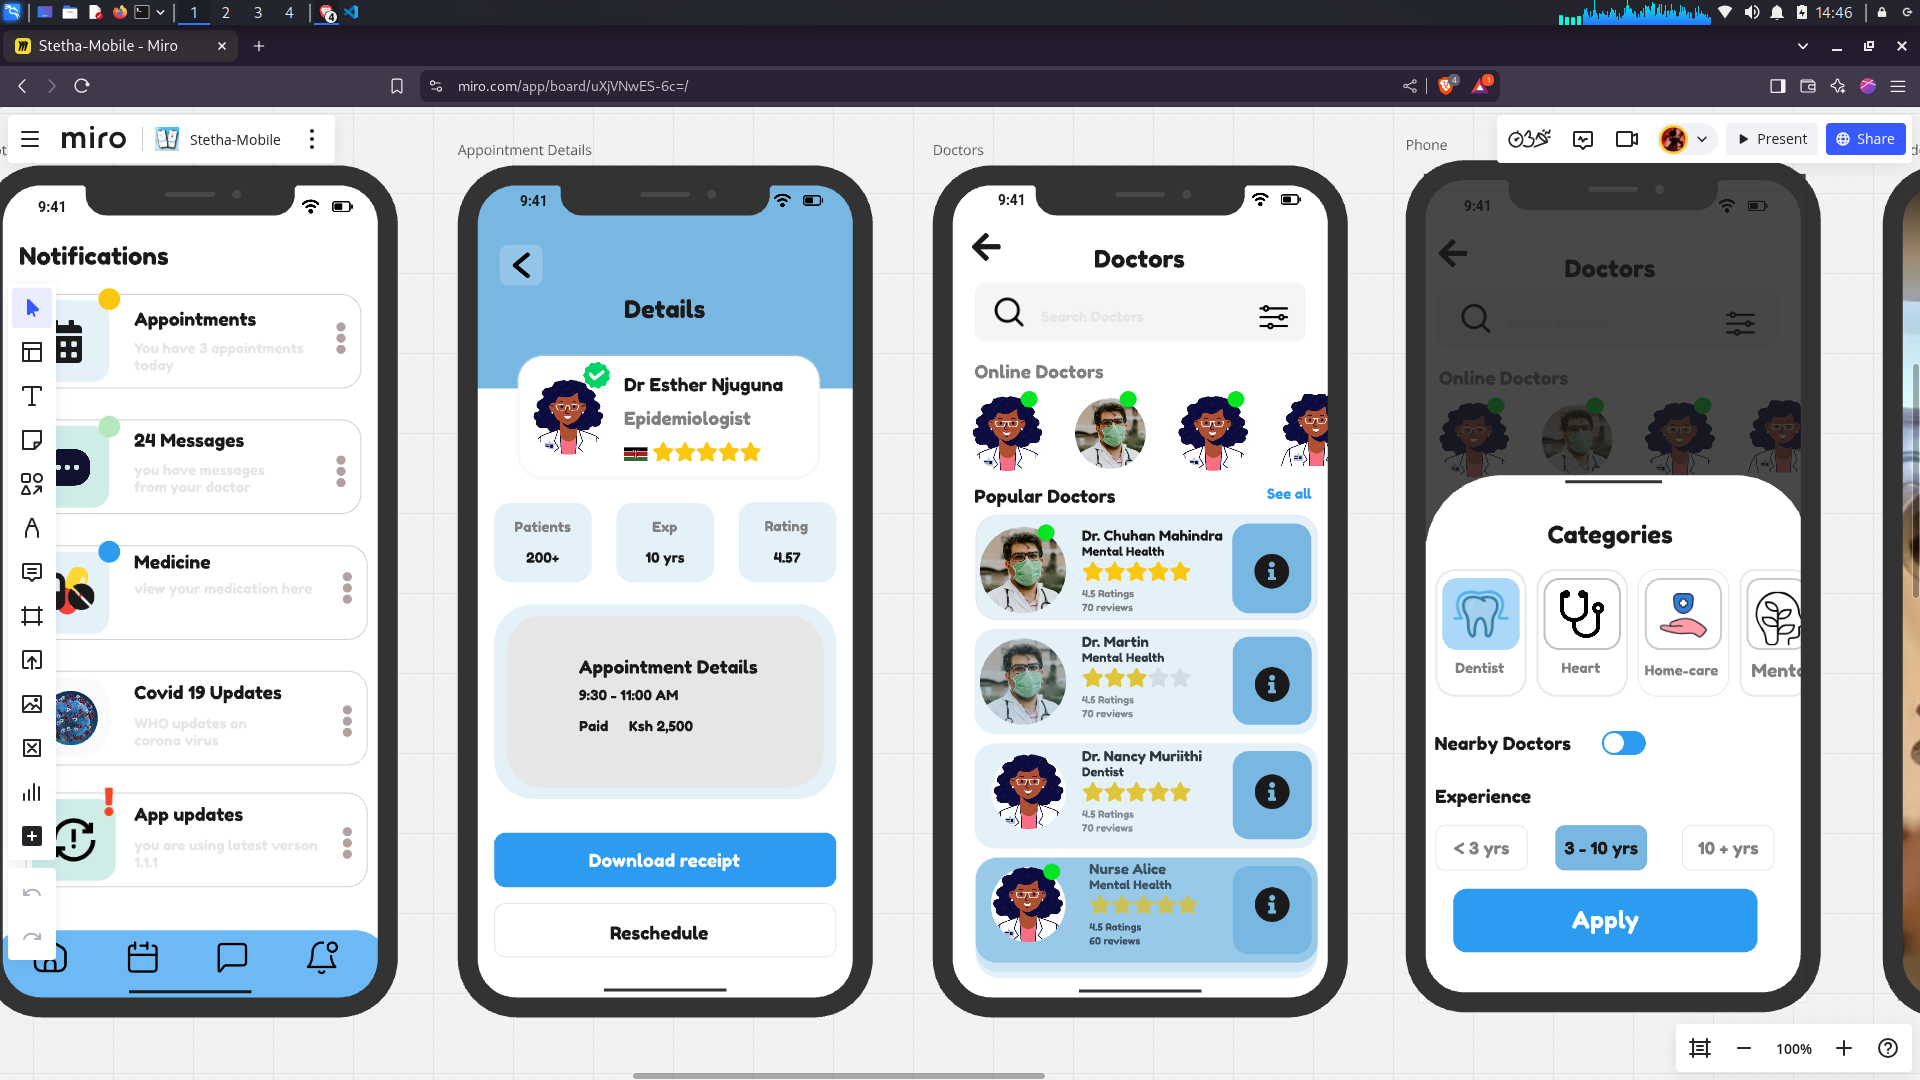 1
2
3
4
4
14:46
Stetha-Mobile - Miro
miro.com/app/board/uXjVNwES-6c=/
4
1
miro
Stetha-Mobile
Present
Share
Appointment Details
Doctors
Phone
9:41
Notifications
Appointments
You have 3 appointments
today
24 Messages
you have messages
from your doctor
Medicine
view your medication here
Covid 19 Updates
WHO updates on
corona virus
App updates
you are using latest verson
1.1.1
9:41
Details
Dr Esther Njuguna
Epidemiologist
Patients
200+
Exp
10 yrs
Rating
4.57
Appointment Details
9:30 - 11:00 AM
Paid Ksh 2,500
Download receipt
Reschedule
9:41
Doctors
Search Doctors
Online Doctors
Popular Doctors
See all
Dr. Chuhan Mahindra
Mental Health
4.5 Ratings
70 reviews
Dr. Martin
Mental Health
4.5 Ratings
70 reviews
Dr. Nancy Muriithi
Dentist
4.5 Ratings
70 reviews
Nurse Alice
Mental Health
4.5 Ratings
60 reviews
9:41
Doctors
Search Doctors
Online Doctors
Categories
Dentist
Heart
Home-care
Menta
Nearby Doctors
Experience
< 3 yrs
3 - 10 yrs
10 + yrs
Apply
100%